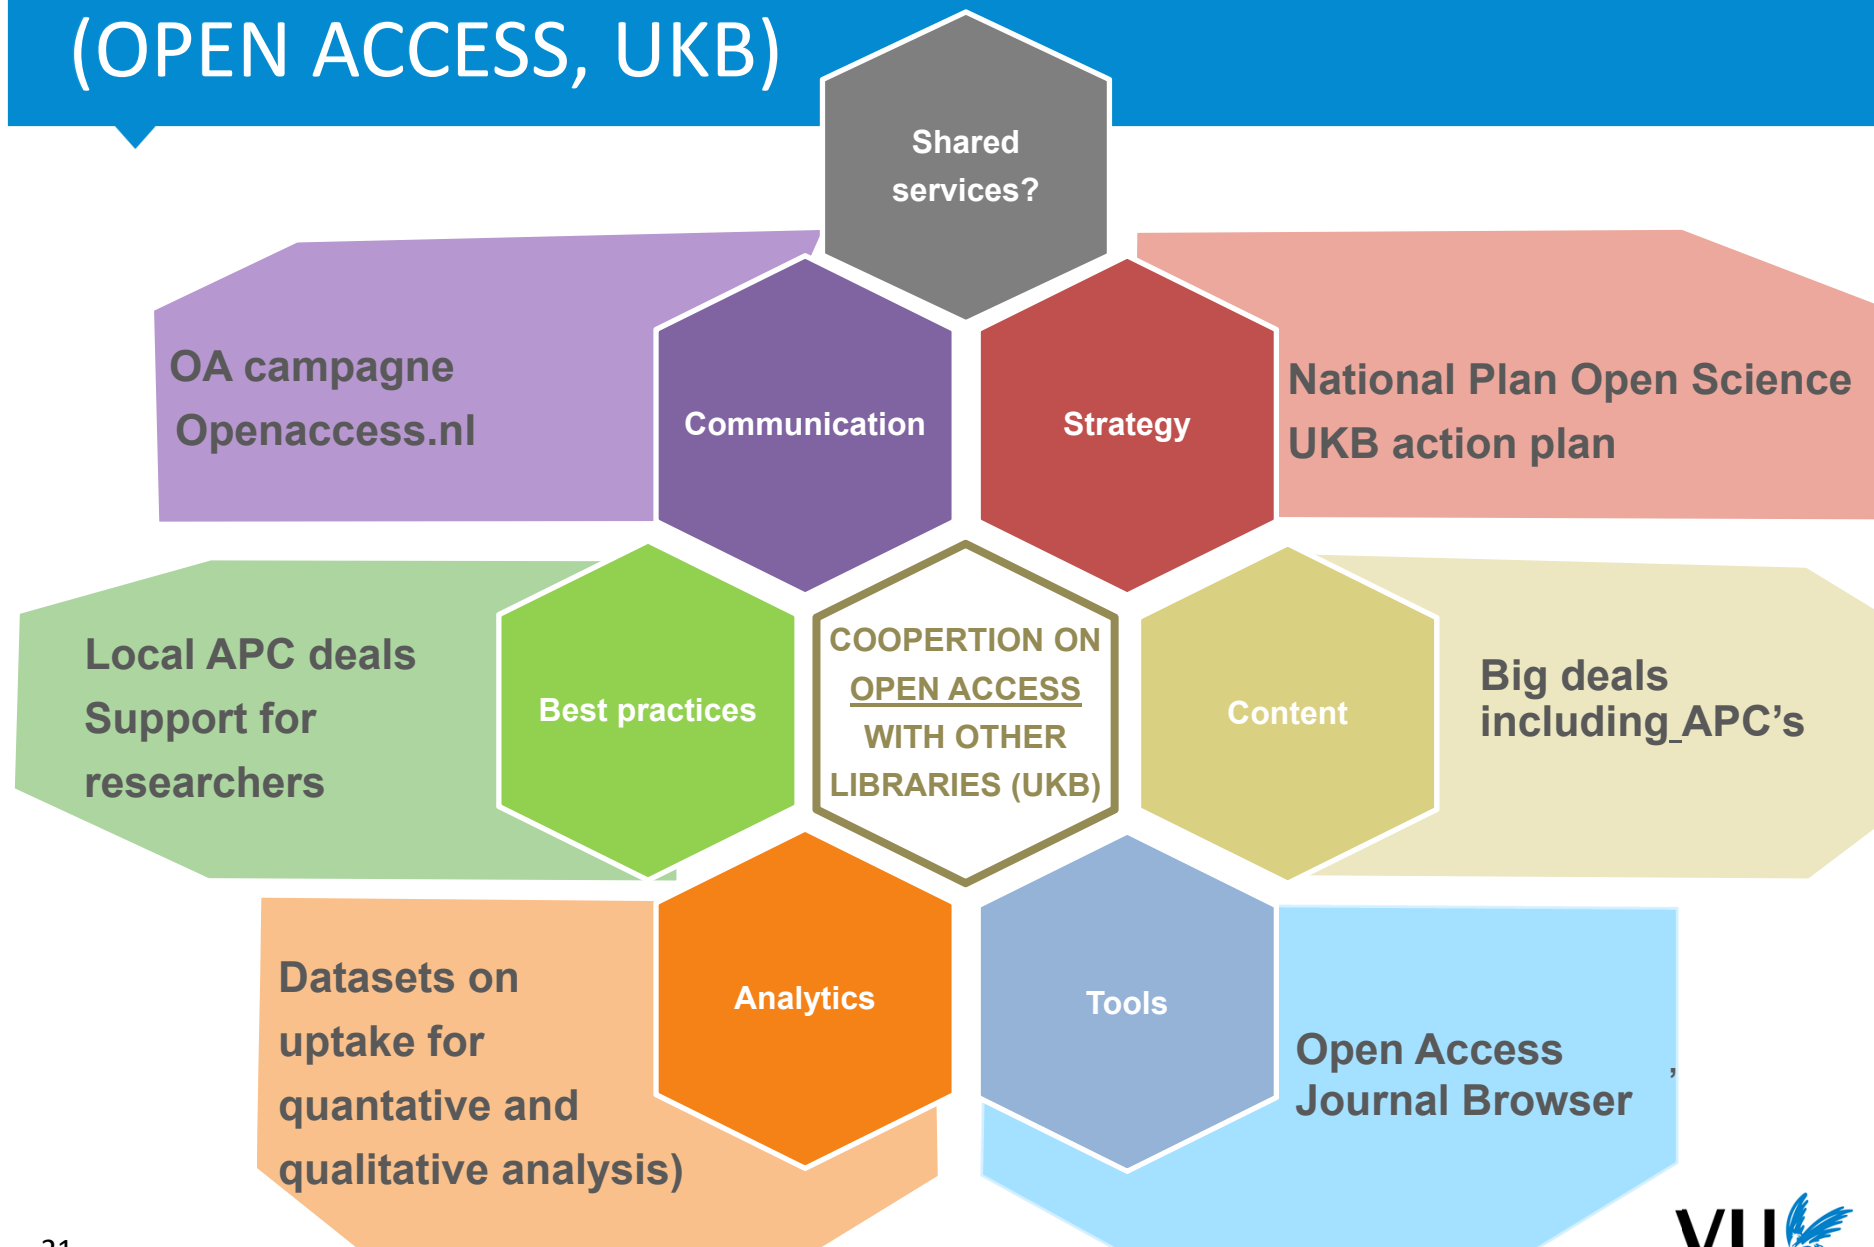 (OPEN ACCESS, UKB)
Shared
services?
OA campagne
Openaccess.nl
Communication
Strategy
National Plan Open Science
UKB action plan
Local APC deals
Support for
researchers
Best practices
COOPERTION ON
OPEN ACCESS
WITH OTHER
LIBRARIES (UKB)
Content
Big deals
including APC’s
Datasets on
uptake for
quantative and
qualitative analysis)
Analytics
Tools
Open Access ,
Journal Browser
21
VU